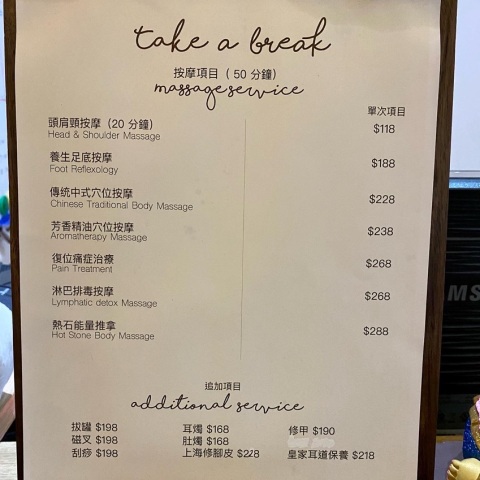 take a break
按摩項目（50 分鐘）
massage service
單次項目
頭肩頸按摩（20 分鐘）
Head & Shoulder Massage
$118
養生足底按摩
Foot Reflexology
$188
傳統中式穴位按摩
Chinese Traditional Body Massage
$228
芳香精油穴位按摩
Aromatherapy Massage
$238
復位痛症治療
Pain Treatment
$268
淋巴排毒按摩
Lymphatic detox Massage
$268
熱石能量推拿
Hot Stone Body Massage
$288
追加項目
additional service
拔罐 $198 耳燭 $168 修甲 $190
磁叉 $198 肚燭 $168
刮痧 $198 上海修腳皮 $228 皇家耳道保養 $218